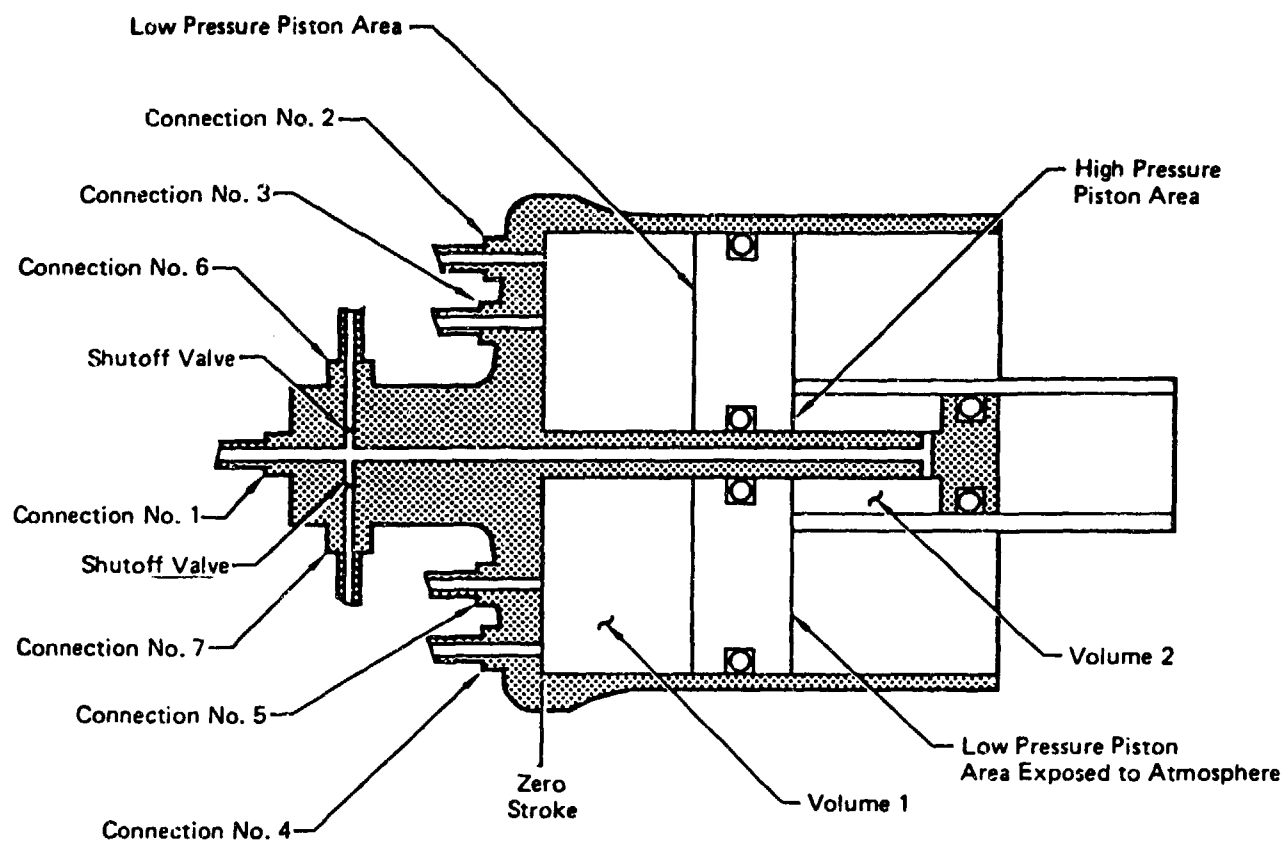 Low Pressure Piston Area
Connection No. 2
Connection No. 3
High Pressure
Piston Area
Connection No. 6
Shutoff Valve
Connection No. 1
Shutoff Valve
Connection No. 7
Volume 2
Connection No. 5
Low Pressure Piston
Area Exposed to Atmosphere
Zero
Stroke
Volume 1
Connection No. 4